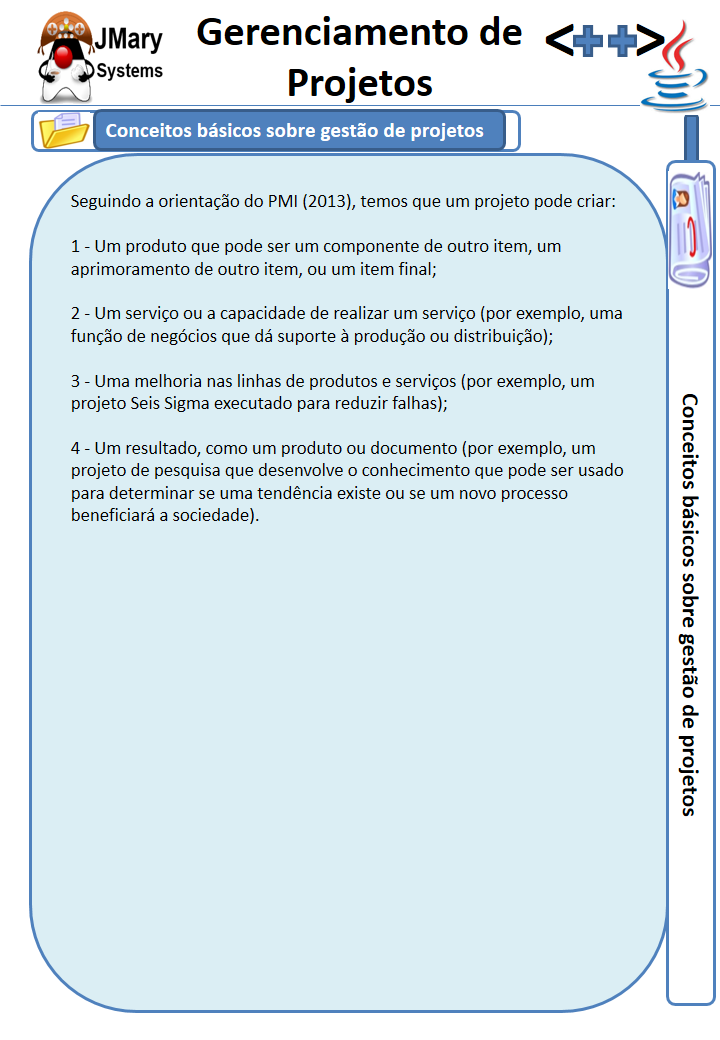 JMary
Systems
Gerenciamento de
Projetos
<++>
Conceitos básicos sobre gestão de projetos
Seguindo a orientação do PMI (2013), temos que um projeto pode criar:
1 - Um produto que pode ser um componente de outro item, um
aprimoramento de outro item, ou um item final;
2 - Um serviço ou a capacidade de realizar um serviço (por exemplo, uma
função de negócios que dá suporte à produção ou distribuição);
3 - Uma melhoria nas linhas de produtos e serviços (por exemplo, um
projeto Seis Sigma executado para reduzir falhas);
4 - Um resultado, como um produto ou documento (por exemplo, um
projeto de pesquisa que desenvolve o conhecimento que pode ser usado
para determinar se uma tendência existe ou se um novo processo
beneficiará a sociedade).
Conceitos básicos sobre gestão de projetos